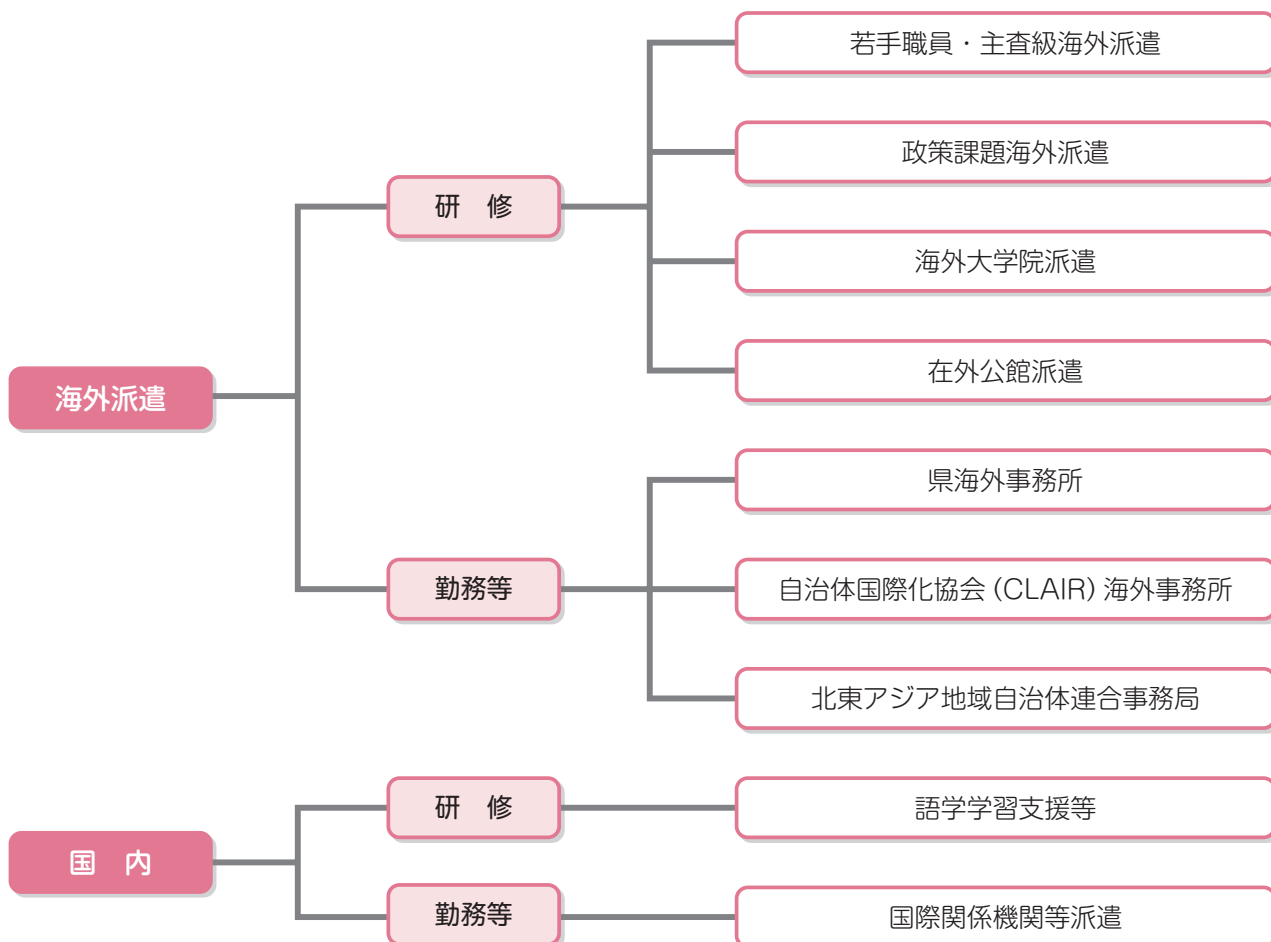 海外派遣
研　修
若手職員・主査級海外派遣
政策課題海外派遣
海外大学院派遣
在外公館派遣
勤務等
県海外事務所
自治体国際化協会 (CLAIR) 海外事務所
北東アジア地域自治体連合事務局
国　内
研　修
語学学習支援等
勤務等
国際関係機関等派遣